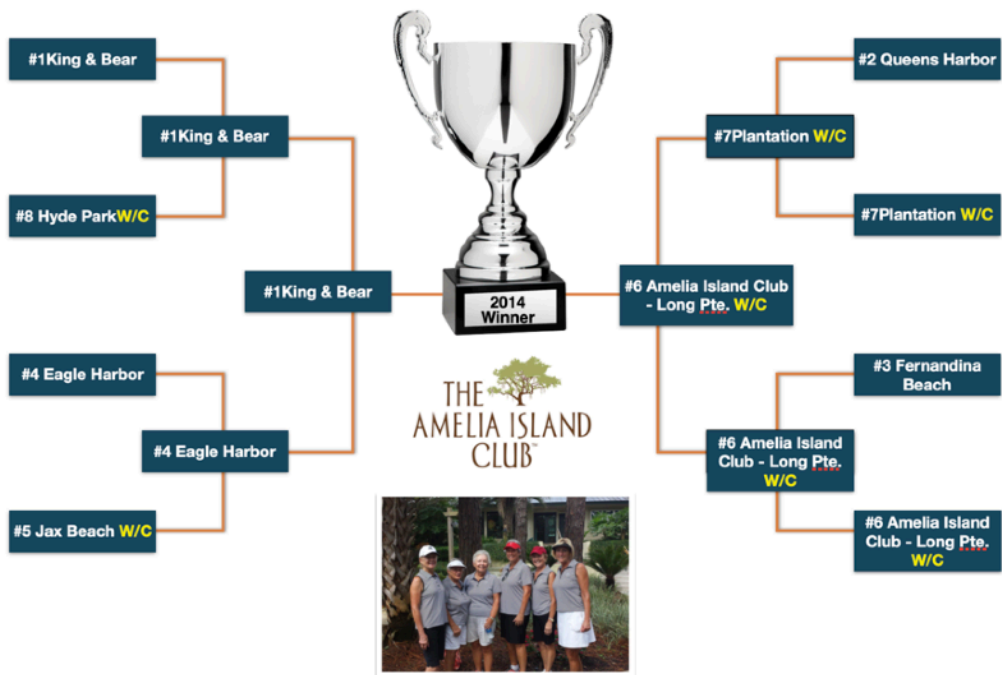 #1King & Bear
#1King & Bear
#8 Hyde ParkW/C
#1King & Bear
#4 Eagle Harbor
#4 Eagle Harbor
#5 Jax Beach W/C
2014
Winner
THE
AMELIA ISLAND
CLUB™
#2 Queens Harbor
#7Plantation W/C
#7Plantation W/C
#6 Amelia Island Club
- Long Pte. W/C
#3 Fernandina
Beach
#6 Amelia Island
Club - Long Pte.
W/C
#6 Amelia Island
Club - Long Pte.
W/C